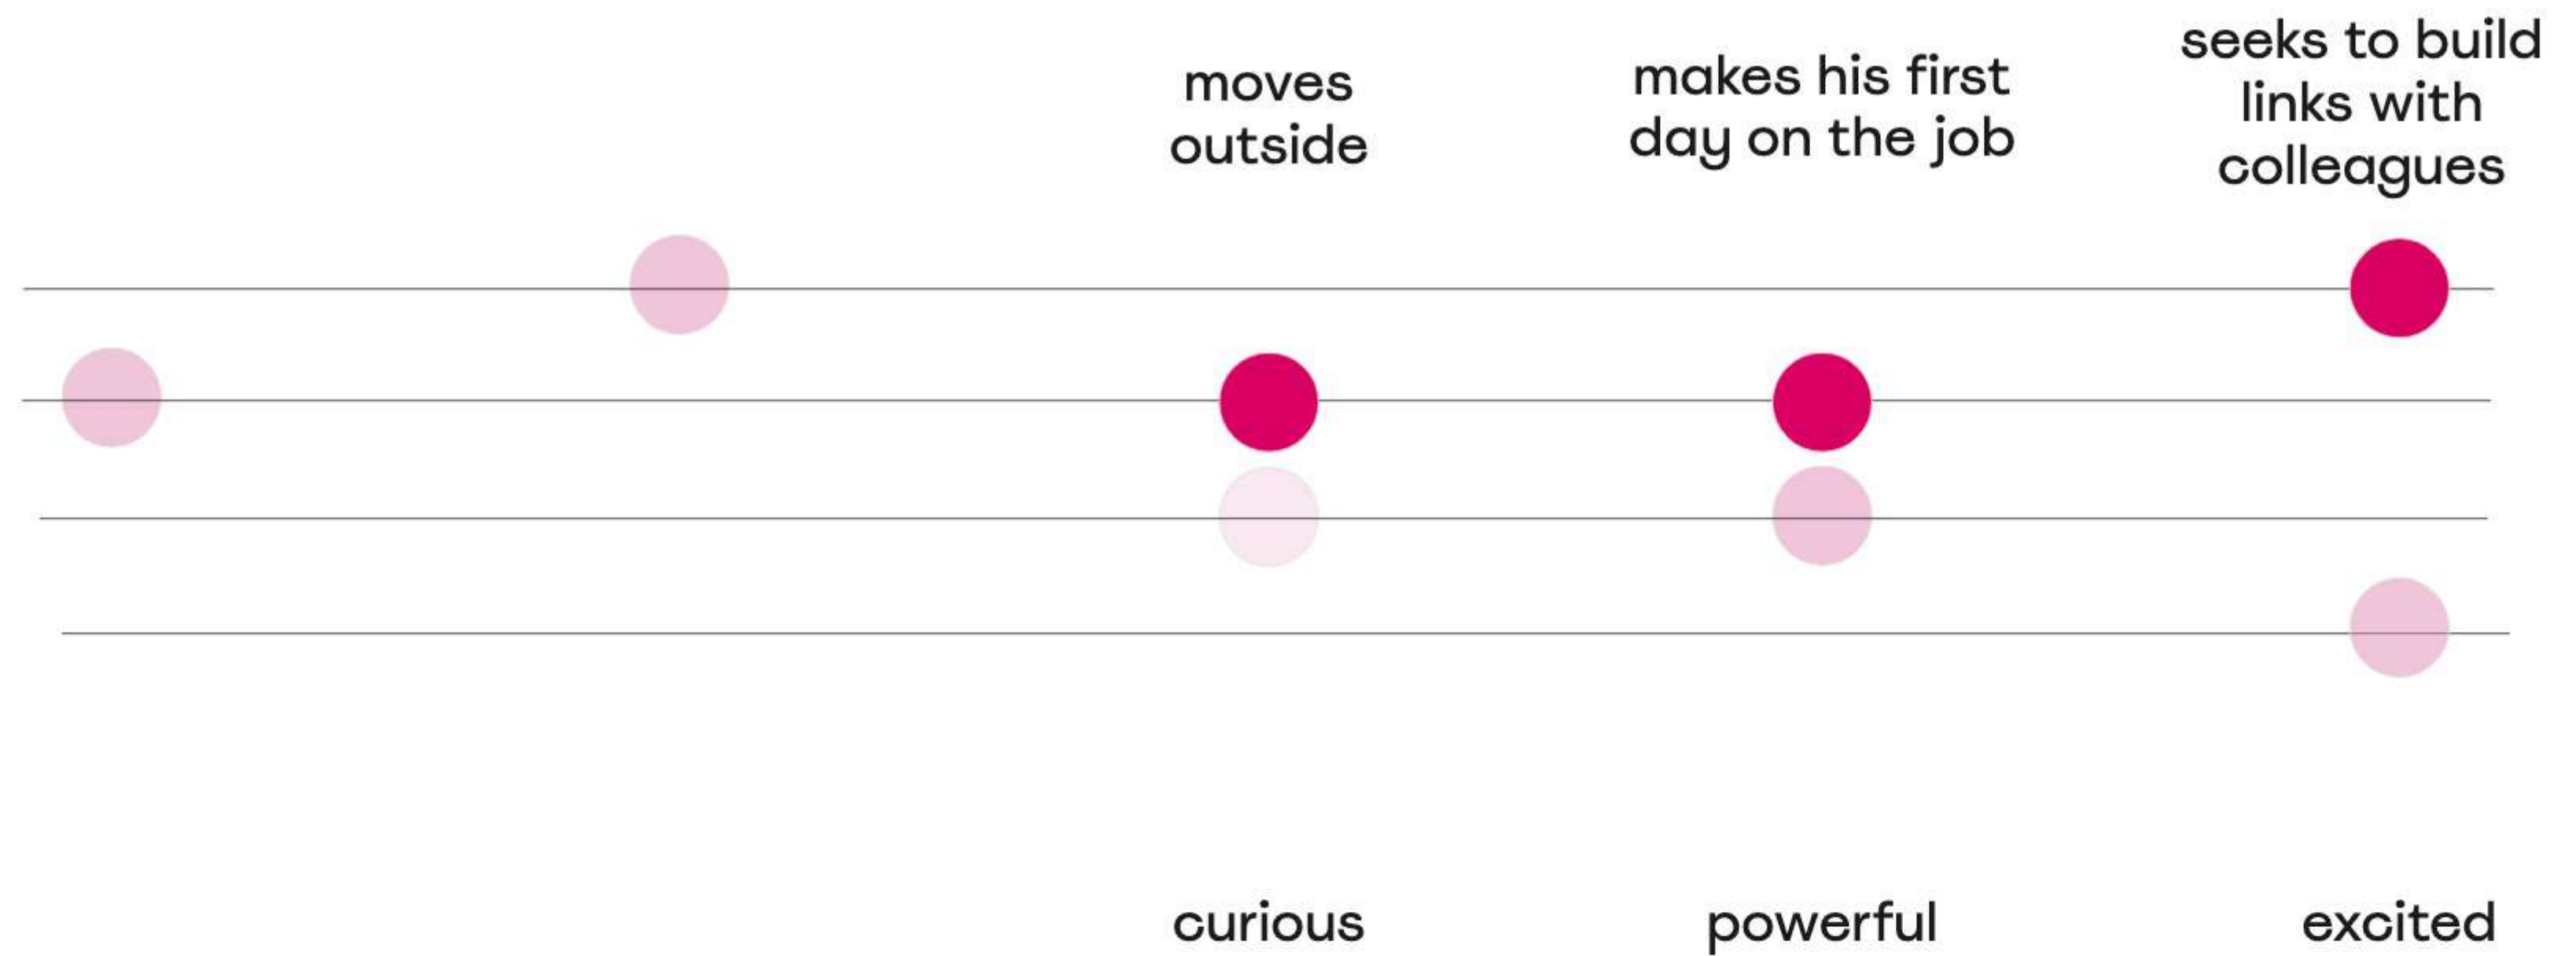 moves
outside
makes his first
day on the job
seeks to build
links with
colleagues
curious
powerful
excited